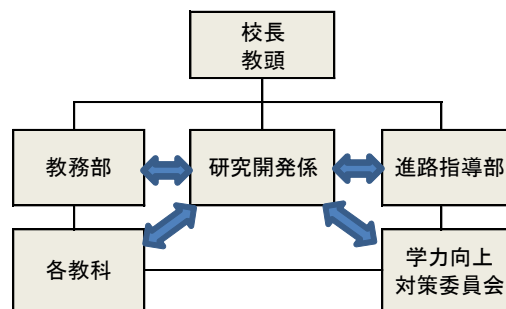 校長
教頭
教務部
研究開発係
進路指導部
各教科
学力向上
対策委員会